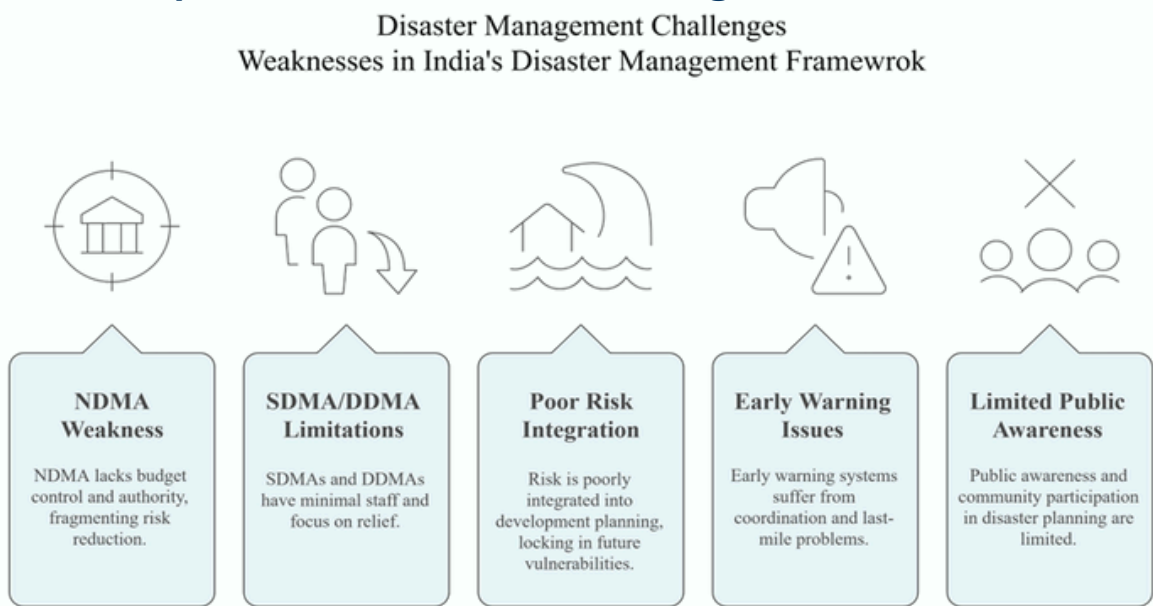 Disaster Management Challenges
Weaknesses in India's Disaster Management Framewrok
NDMA
Weakness
NDMA lacks budget
control and authority,
fragmenting risk
reduction.
SDMA/DDMA
Limitations
SDMAs and DDMAs
have minimal staff and
focus on relief.
Poor Risk
Integration
Risk is poorly
integrated into
development planning,
locking in future
vulnerabilities.
Early Warning
Issues
Early warning systems
suffer from
coordination and last-
mile problems.
Limited Public
Awareness
Public awareness and
community participation
in disaster planning are
limited.